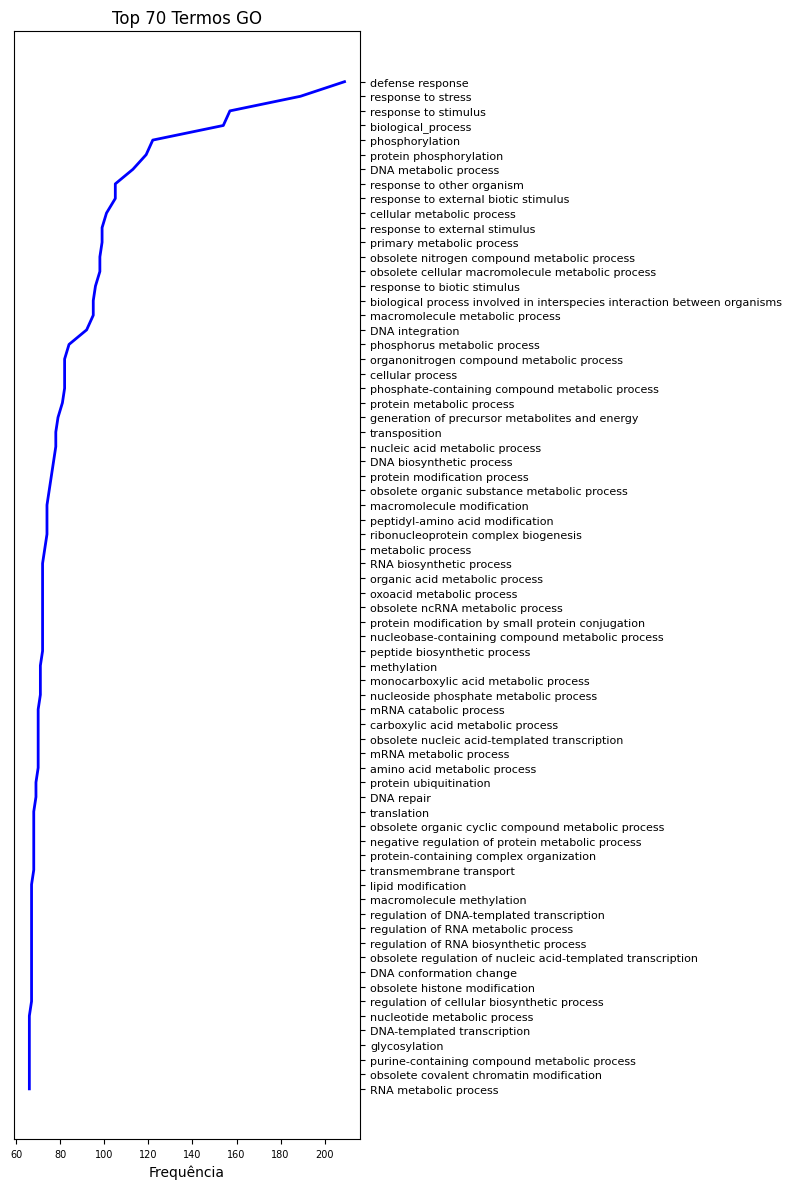 Top 70 Termos GO
defense response
response to stress
response to stimulus
biological_process
phosphorylation
protein phosphorylation
DNA metabolic process
response to other organism
response to external biotic stimulus
cellular metabolic process
response to external stimulus
primary metabolic process
obsolete nitrogen compound metabolic process
obsolete cellular macromolecule metabolic process
response to biotic stimulus
biological process involved in interspecies interaction between organisms
macromolecule metabolic process
DNA integration
phosphorus metabolic process
organonitrogen compound metabolic process
cellular process
phosphate-containing compound metabolic process
protein metabolic process
generation of precursor metabolites and energy
transposition
nucleic acid metabolic process
DNA biosynthetic process
protein modification process
obsolete organic substance metabolic process
macromolecule modification
peptidyl-amino acid modification
ribonucleoprotein complex biogenesis
metabolic process
RNA biosynthetic process
organic acid metabolic process
oxoacid metabolic process
obsolete ncRNA metabolic process
protein modification by small protein conjugation
nucleobase-containing compound metabolic process
peptide biosynthetic process
methylation
monocarboxylic acid metabolic process
nucleoside phosphate metabolic process
mRNA catabolic process
carboxylic acid metabolic process
obsolete nucleic acid-templated transcription
mRNA metabolic process
amino acid metabolic process
protein ubiquitination
DNA repair
translation
obsolete organic cyclic compound metabolic process
negative regulation of protein metabolic process
protein-containing complex organization
transmembrane transport
lipid modification
macromolecule methylation
regulation of DNA-templated transcription
regulation of RNA metabolic process
regulation of RNA biosynthetic process
obsolete regulation of nucleic acid-templated transcription
DNA conformation change
obsolete histone modification
regulation of cellular biosynthetic process
nucleotide metabolic process
DNA-templated transcription
glycosylation
purine-containing compound metabolic process
obsolete covalent chromatin modification
RNA metabolic process
60 80 100 120 140 160 180 200
Frequência